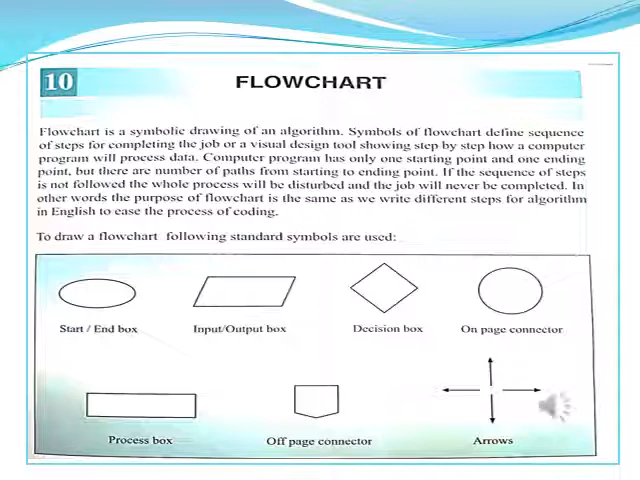 10
FLOWCHART
Flowchart is a symbolic drawing of an algorithm. Symbols of flowchart define sequence
of steps for completing the job or a visual design tool showing step by step how a computer
program will process data. Computer program has only one starting point and one ending
point, but there are number of paths from starting to ending point. If the sequence of steps
is not followed the whole process will be disturbed and the job will never be completed. In
other words the purpose of flowchart is the same as we write different steps for algorithm
in English to ease the process of coding.
To draw a flowchart following standard symbols are used:
Start / End box
Input/Output box
Decision box
On page connector
Process box
Off page connector
Arrows